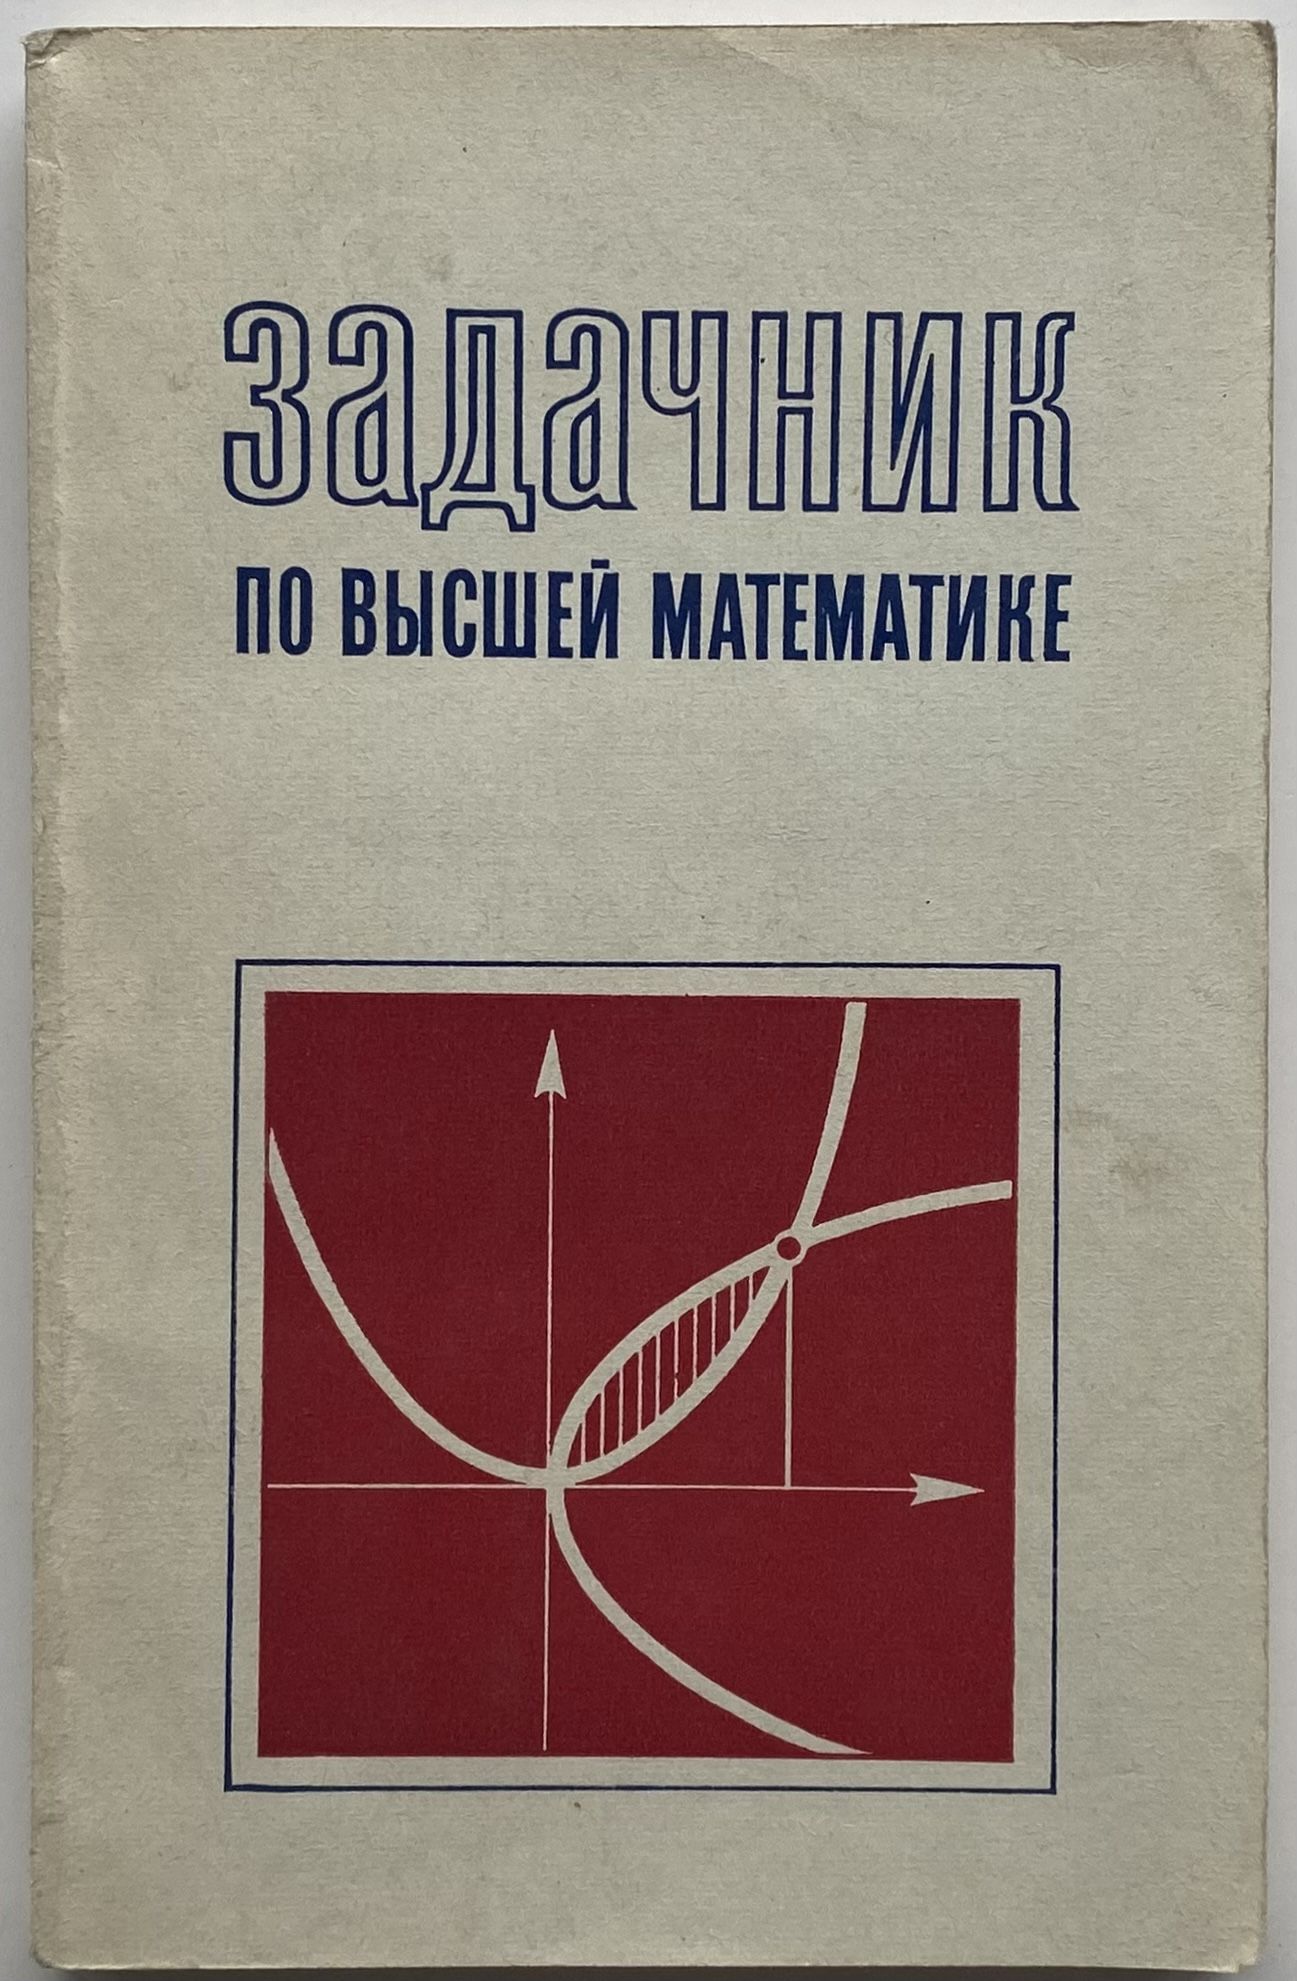 Задачник
по высшей математике